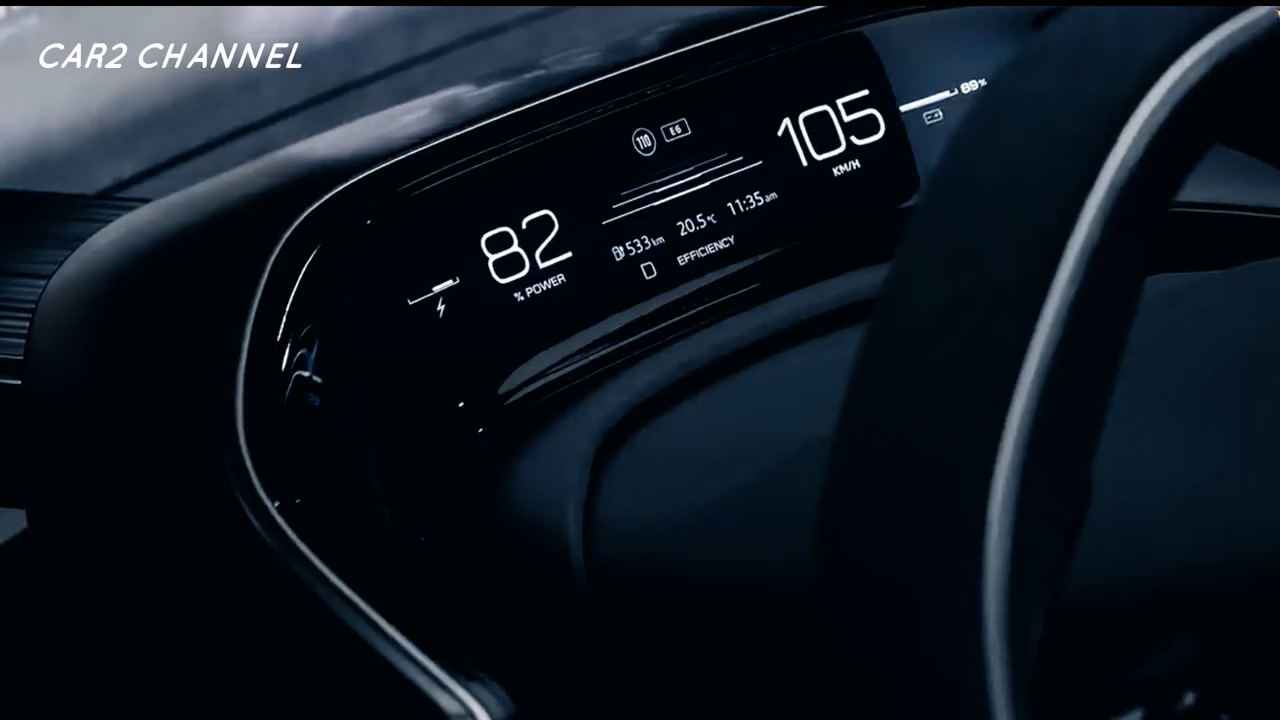 CAR2 CHANNEL
110 E6
105
KM/H
89%
82
% POWER
533km 20.5°C 11:35am
D EFFICIENCY